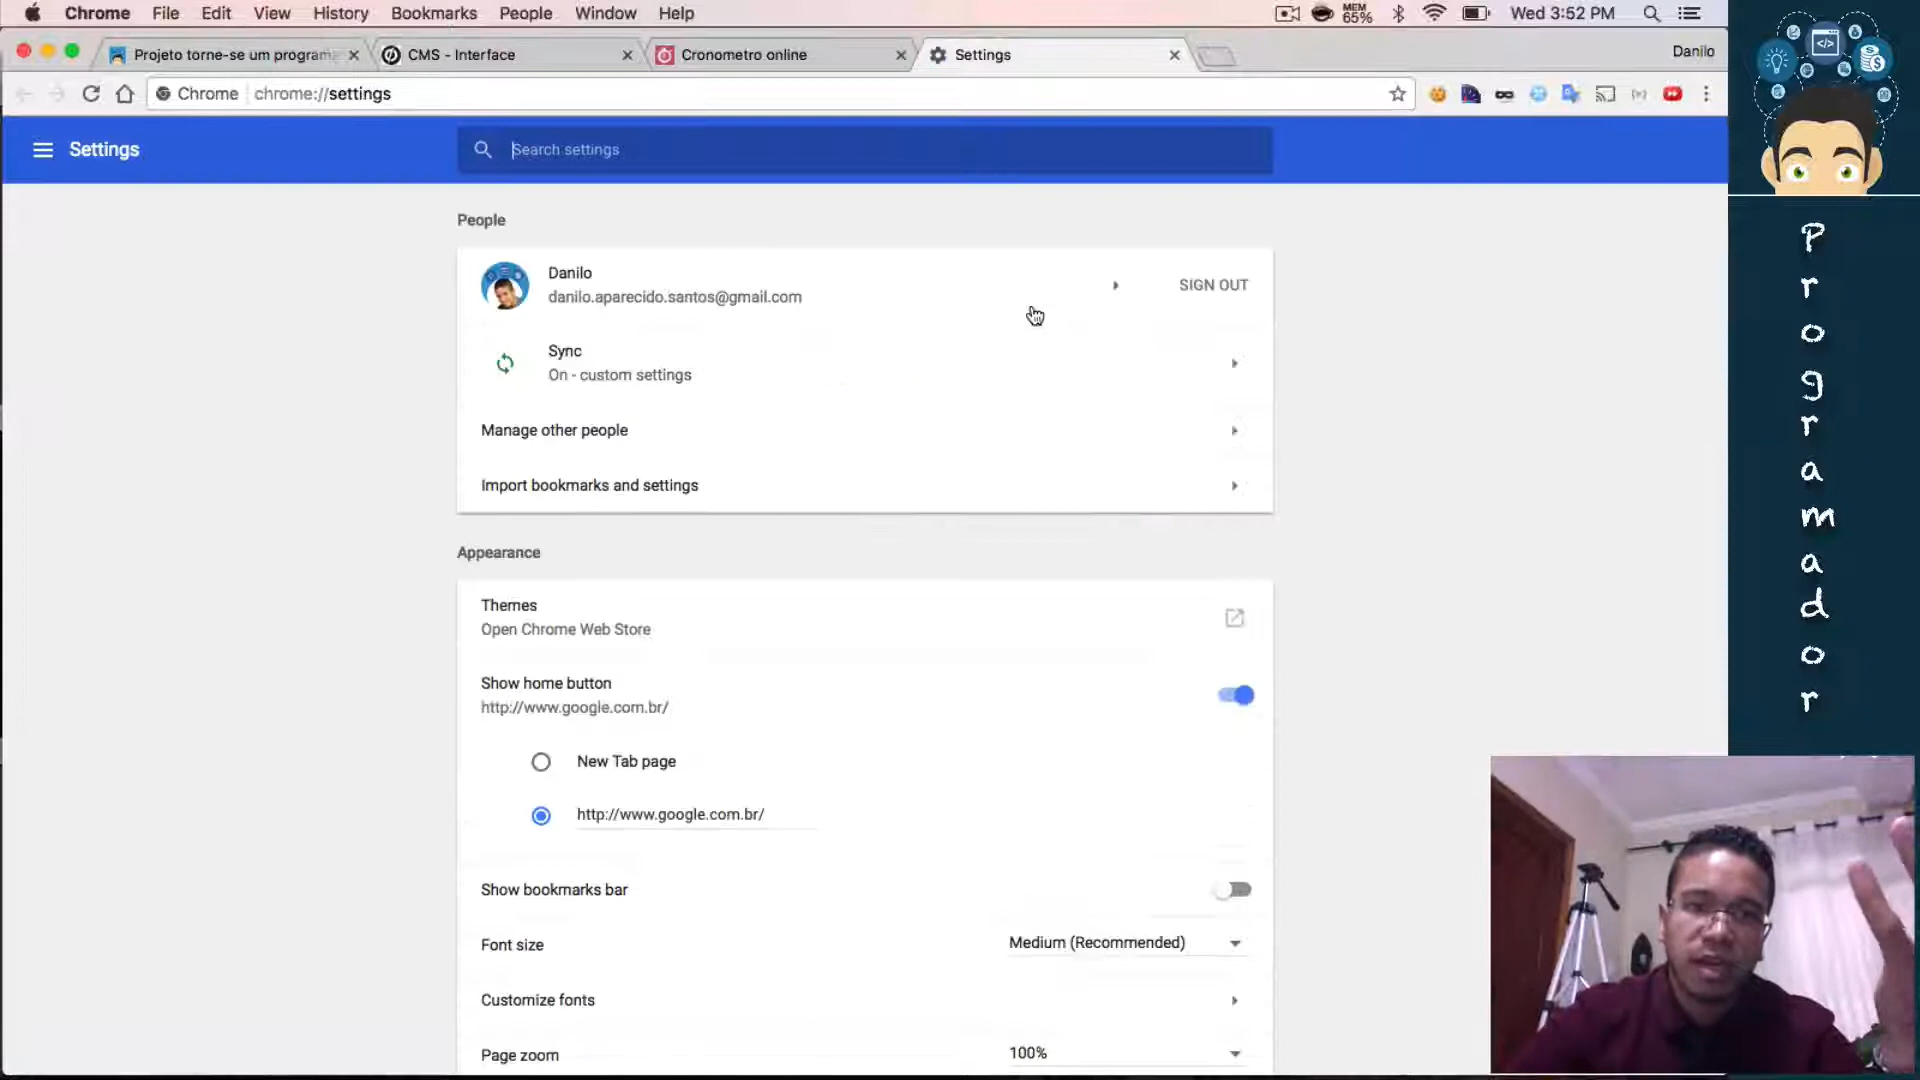 Chrome File Edit View History Bookmarks People Window Help MEM 65% Wed 3:52 PM
Projeto torne-se um programa CMS - Interface Cronometro online Settings Danilo
Chrome chrome://settings
Settings Search settings
People
Danilo
danilo.aparecido.santos@gmail.com
SIGN OUT
Sync
On - custom settings
Manage other people
Import bookmarks and settings
Appearance
Themes
Open Chrome Web Store
Show home button
http://www.google.com.br/
New Tab page
http://www.google.com.br/
Show bookmarks bar
Font size Medium (Recommended)
Customize fonts
Page zoom 100%
</>
Programador